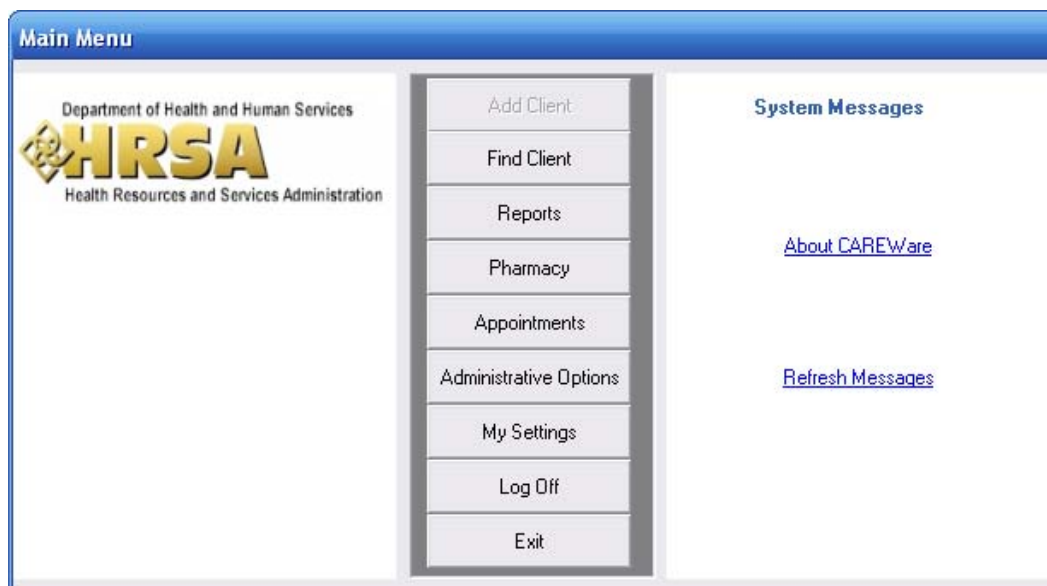 Main Menu
Department of Health and Human Services
HRSA
Health Resources and Services Administration
Add Client
Find Client
Reports
Pharmacy
Appointments
Administrative Options
My Settings
Log Off
Exit
System Messages
About CAREWare
Refresh Messages